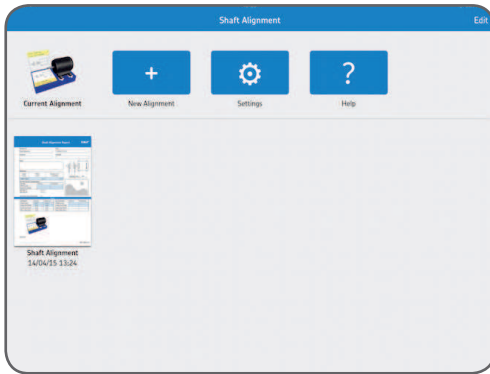 Shaft Alignment
Edit
Current Alignment
+
New Alignment
Settings
?
Help
Shaft Alignment
14/04/15 13:24